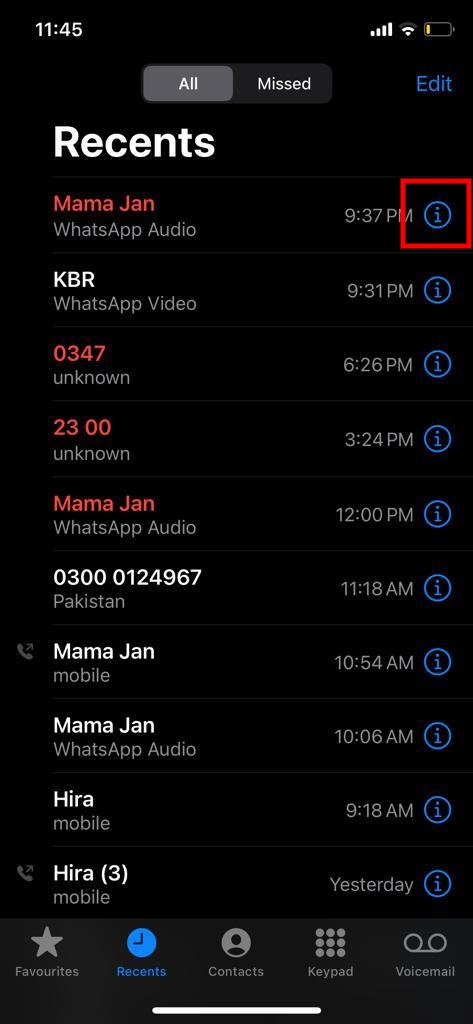 11:45
All Missed Edit
Recents
Mama Jan
WhatsApp Audio
9:37 PM
KBR
WhatsApp Video
9:31 PM
0347
unknown
6:26 PM
23 00
unknown
3:24 PM
Mama Jan
WhatsApp Audio
12:00 PM
0300 0124967
Pakistan
11:18 AM
Mama Jan
mobile
10:54 AM
Mama Jan
WhatsApp Audio
10:06 AM
Hira
mobile
9:18 AM
Hira (3)
mobile
Yesterday
Favourites Recents Contacts Keypad Voicemail